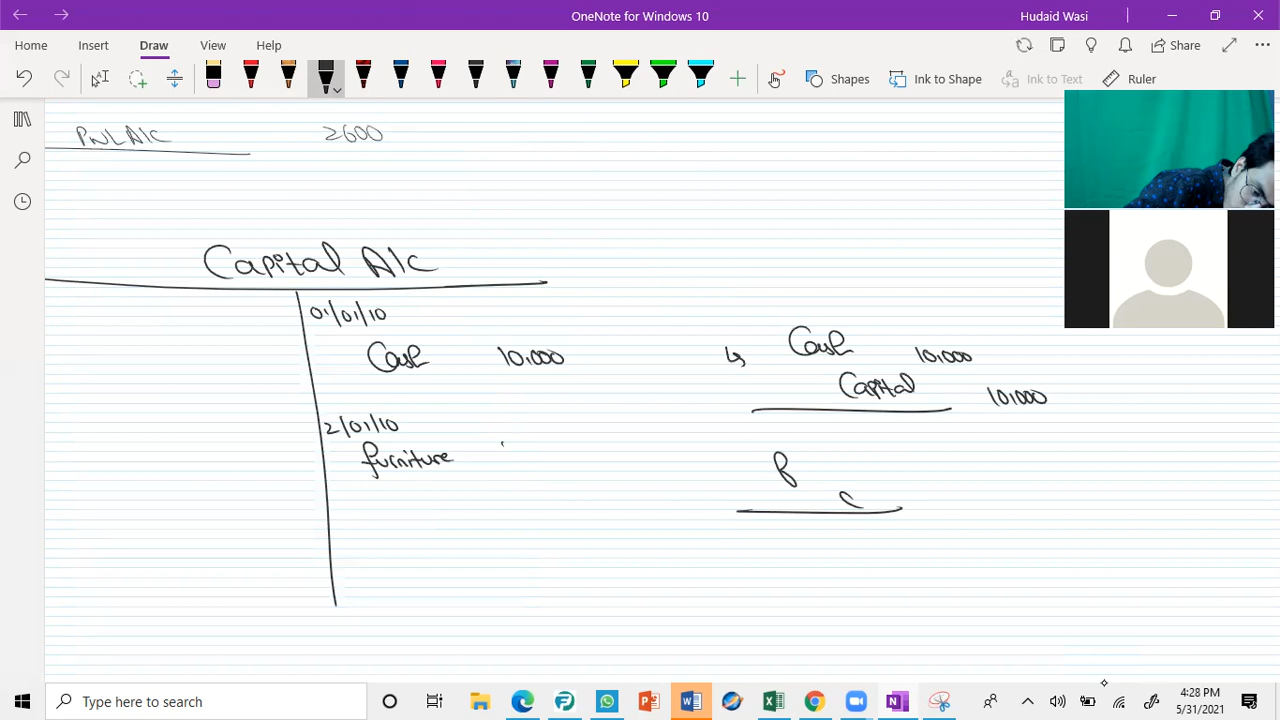 OneNote for Windows 10
Hudaid Wasi
Home Insert Draw View Help
Share
Shapes
Ink to Shape
Ink to Text
Ruler
PNL A/c 2600
Capital A/c
01/01/10
Cash 10,000
2/01/10
furniture
↳ Cash 10,000
Capital 10,000
Type here to search
4:28 PM
5/31/2021